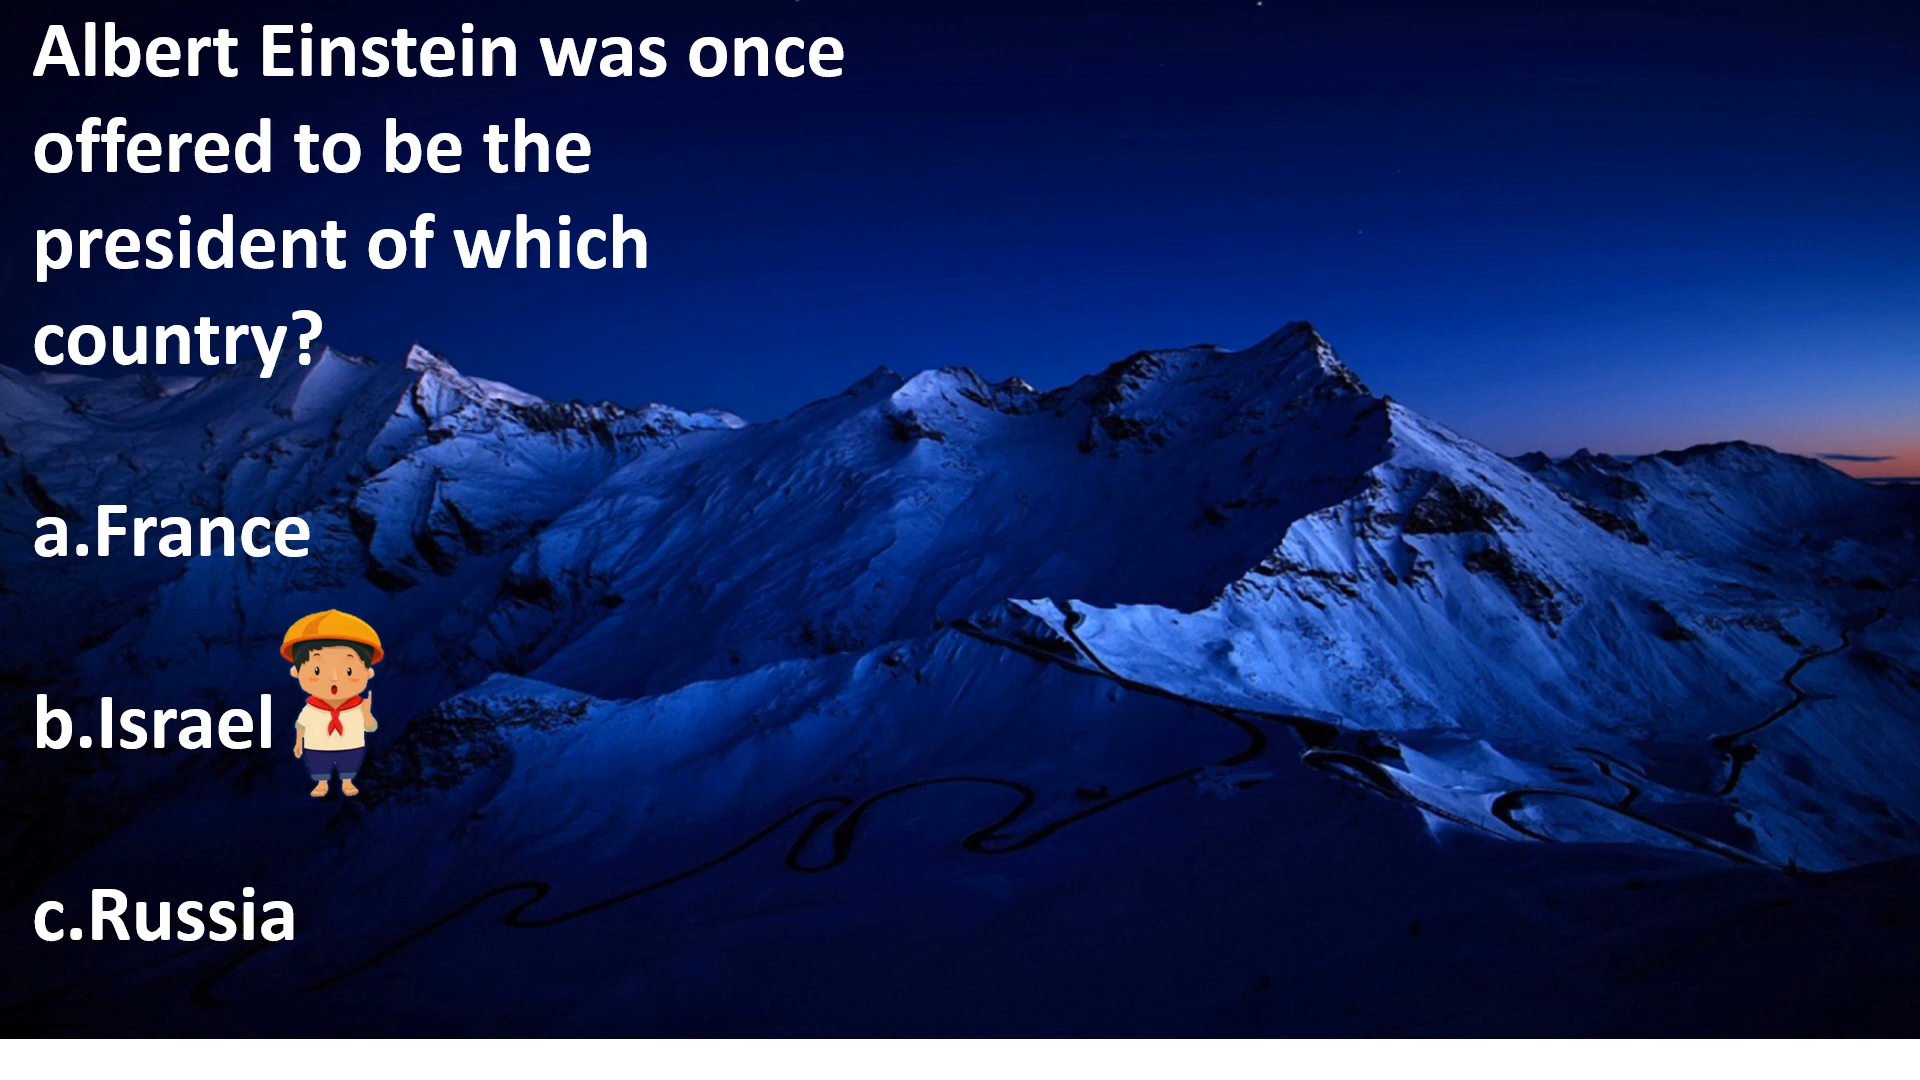 Albert Einstein was once
offered to be the
president of which
country?
a.France
b.Israel
c.Russia